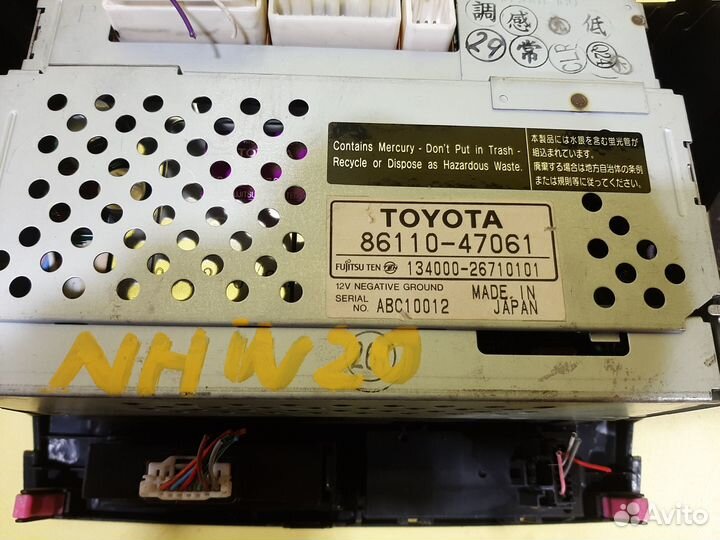 調 感 低
29 常 CLR
Contains Mercury - Don't Put in Trash -
Recycle or Dispose as Hazardous Waste.
本製品には水銀を含む蛍光管が
組込まれています。
廃棄する場合は地方自治体の条例
または規則等に従ってください。
TOYOTA
86110-47061
FUJITSU TEN 134000-26710101
12V NEGATIVE GROUND
SERIAL NO. ABC10012
MADE IN JAPAN
NHW20
Avito